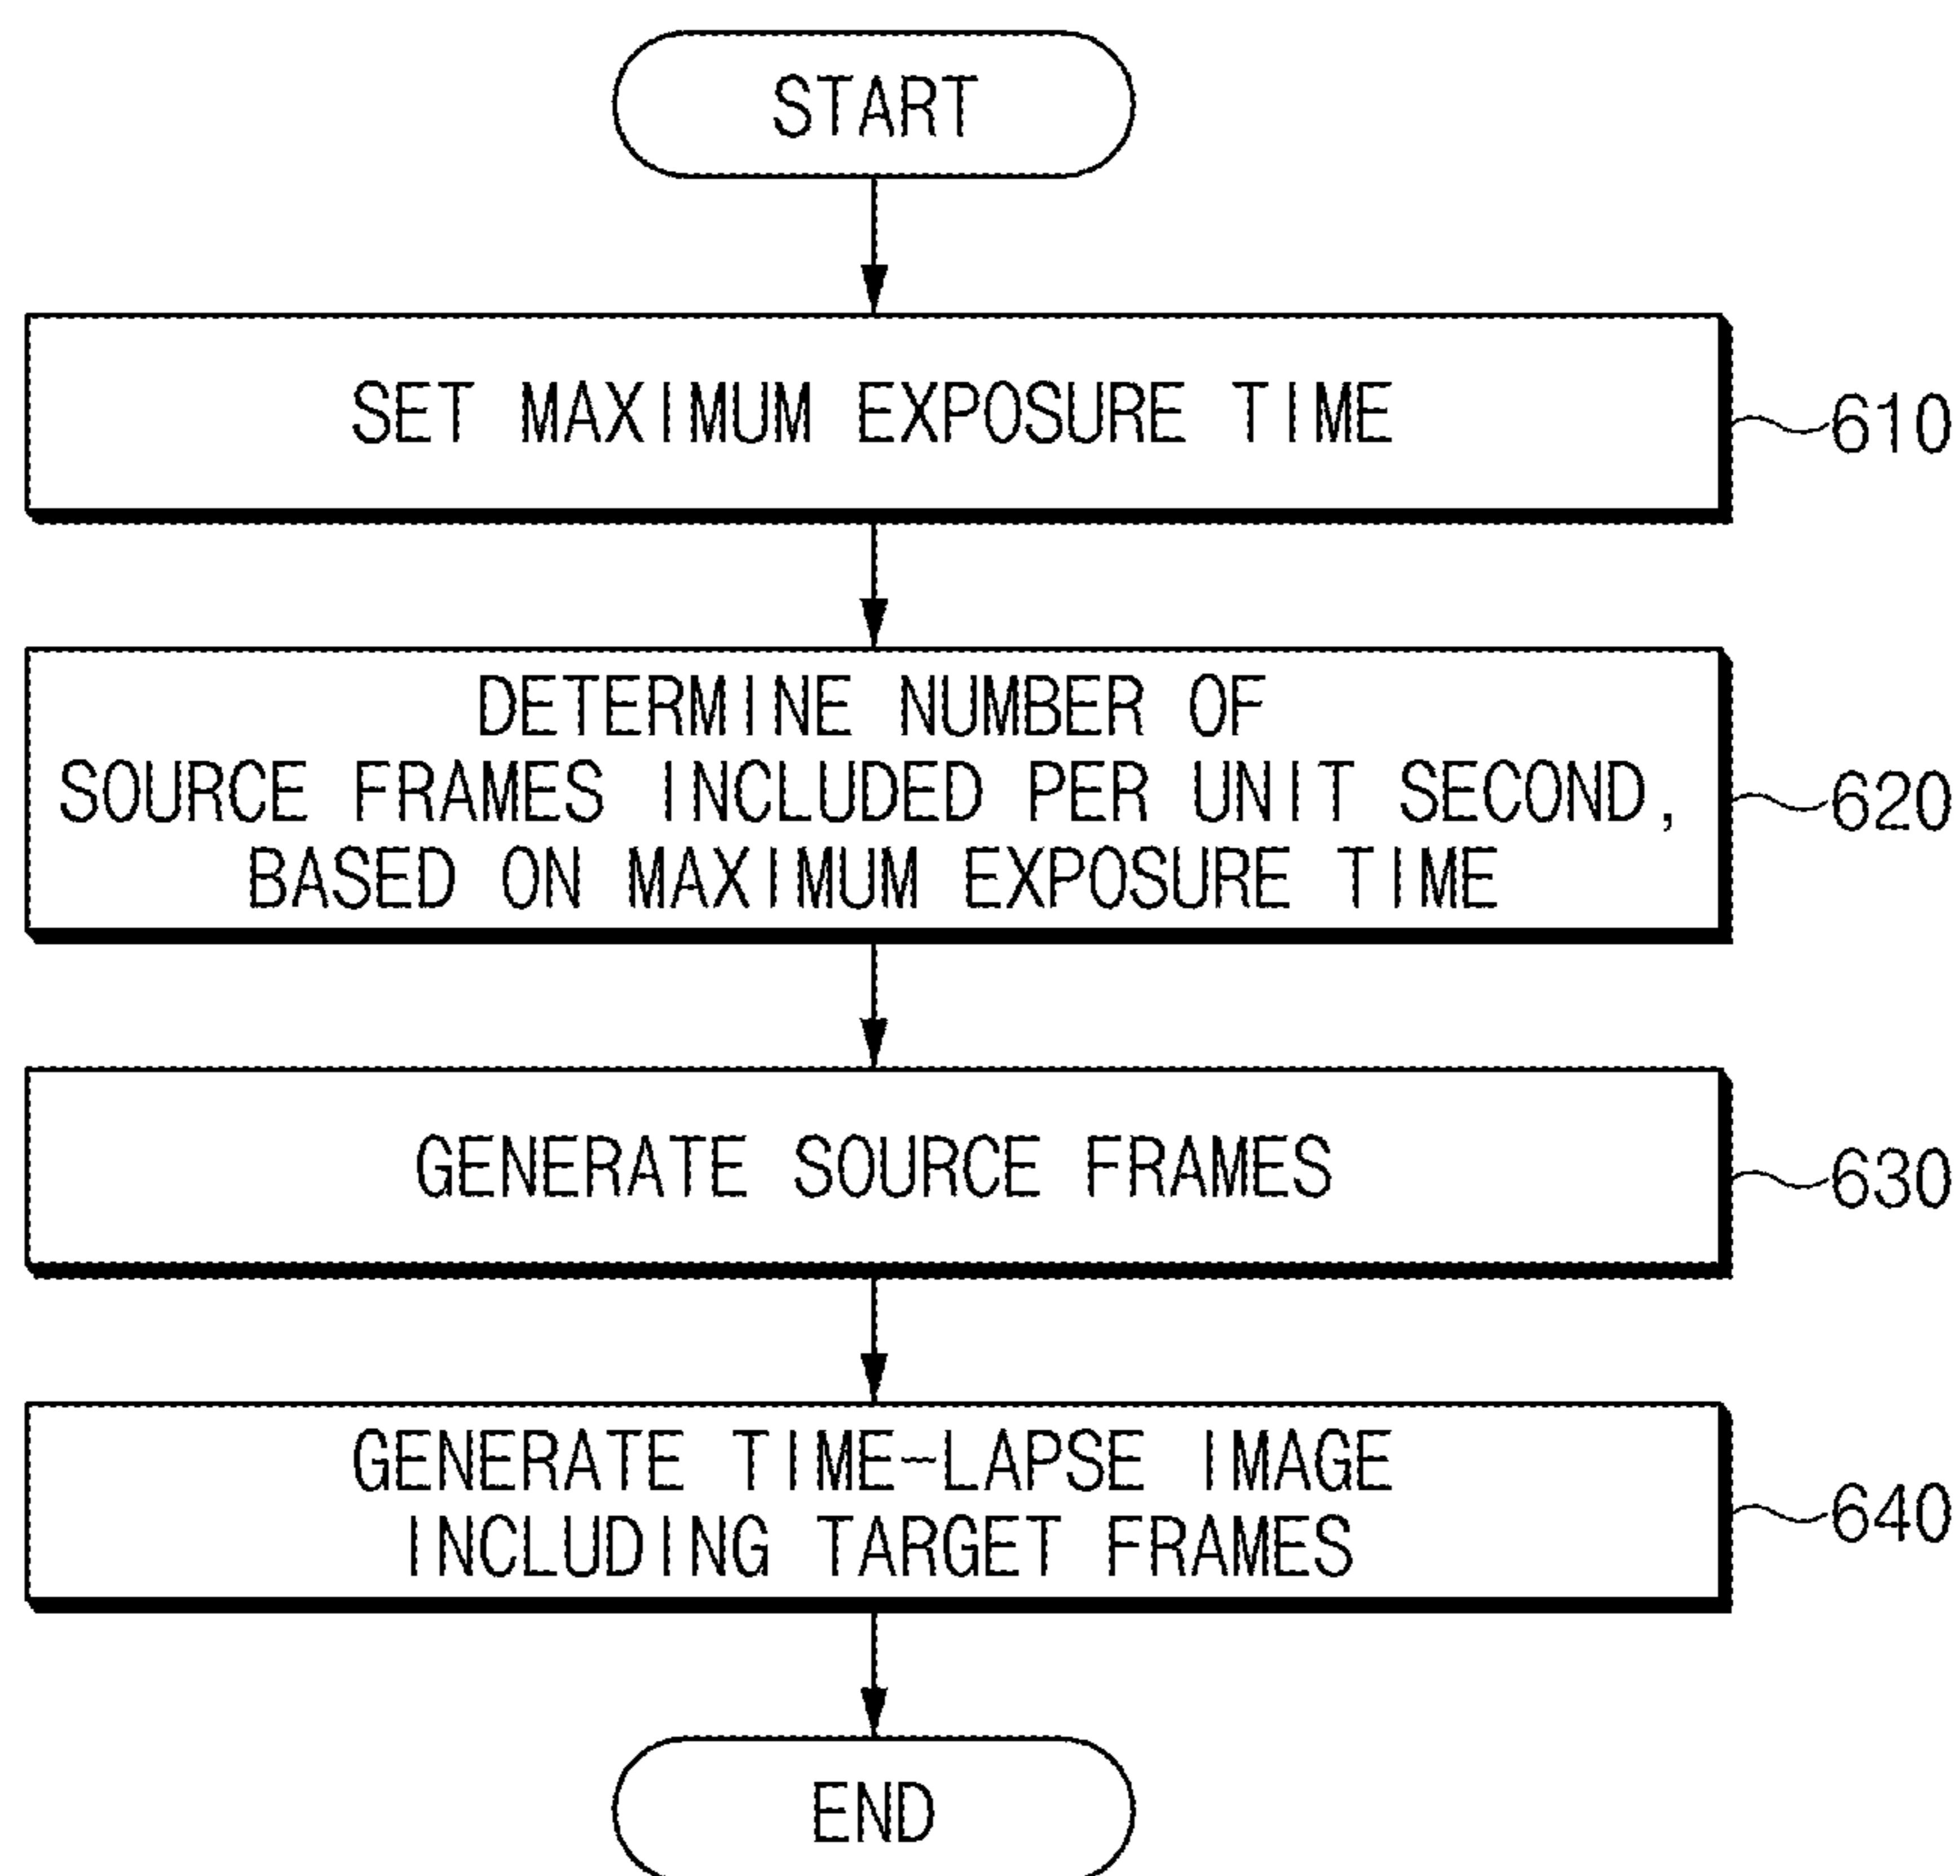 START
SET MAXIMUM EXPOSURE TIME
610
DETERMINE NUMBER OF
SOURCE FRAMES INCLUDED PER UNIT SECOND,
BASED ON MAXIMUM EXPOSURE TIME
620
GENERATE SOURCE FRAMES
630
GENERATE TIME-LAPSE IMAGE
INCLUDING TARGET FRAMES
640
END